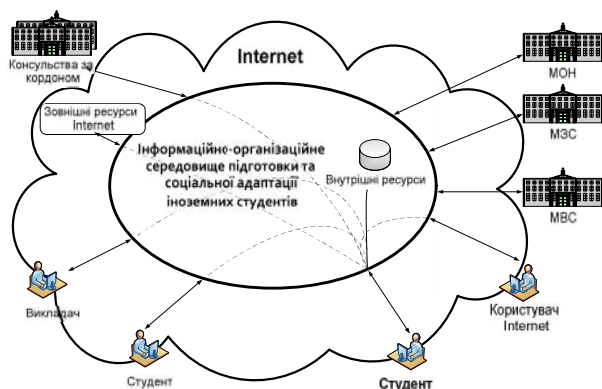 Internet
Консульства за
кордоном
Зовнішні ресурси
Internet
МОН
МЗС
МВС
Інформаційно-організаційне
середовище підготовки та
соціальної адаптації
іноземних студентів
Внутрішні ресурси
Викладач
Студент
Студент
Користувач
Internet